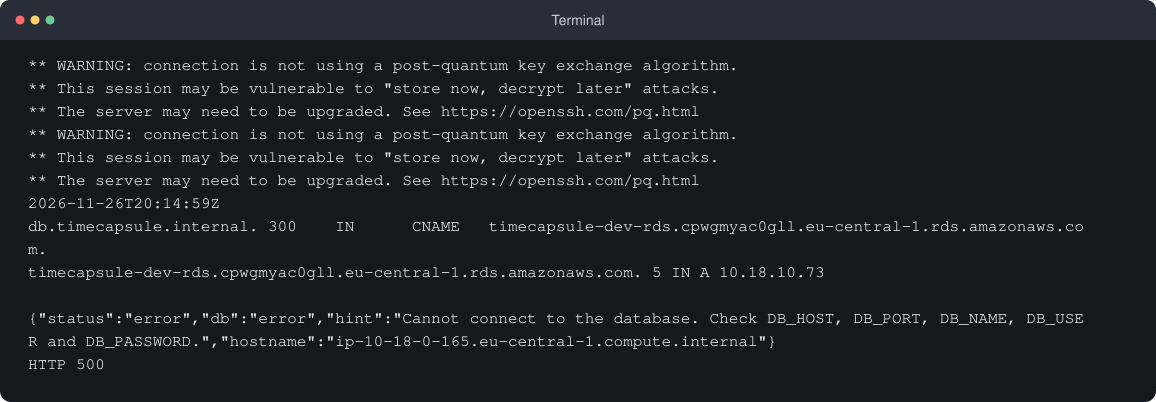 Terminal
** WARNING: connection is not using a post-quantum key exchange algorithm.
** This session may be vulnerable to "store now, decrypt later" attacks.
** The server may need to be upgraded. See https://openssh.com/pq.html
** WARNING: connection is not using a post-quantum key exchange algorithm.
** This session may be vulnerable to "store now, decrypt later" attacks.
** The server may need to be upgraded. See https://openssh.com/pq.html
2026-11-26T20:14:59Z
db.timecapsule.internal. 300    IN      CNAME   timecapsule-dev-rds.cpwgmyac0gll.eu-central-1.rds.amazonaws.co
m.
timecapsule-dev-rds.cpwgmyac0gll.eu-central-1.rds.amazonaws.com. 5 IN A 10.18.10.73

{"status":"error","db":"error","hint":"Cannot connect to the database. Check DB_HOST, DB_PORT, DB_NAME, DB_USE
R and DB_PASSWORD.","hostname":"ip-10-18-0-165.eu-central-1.compute.internal"}
HTTP 500